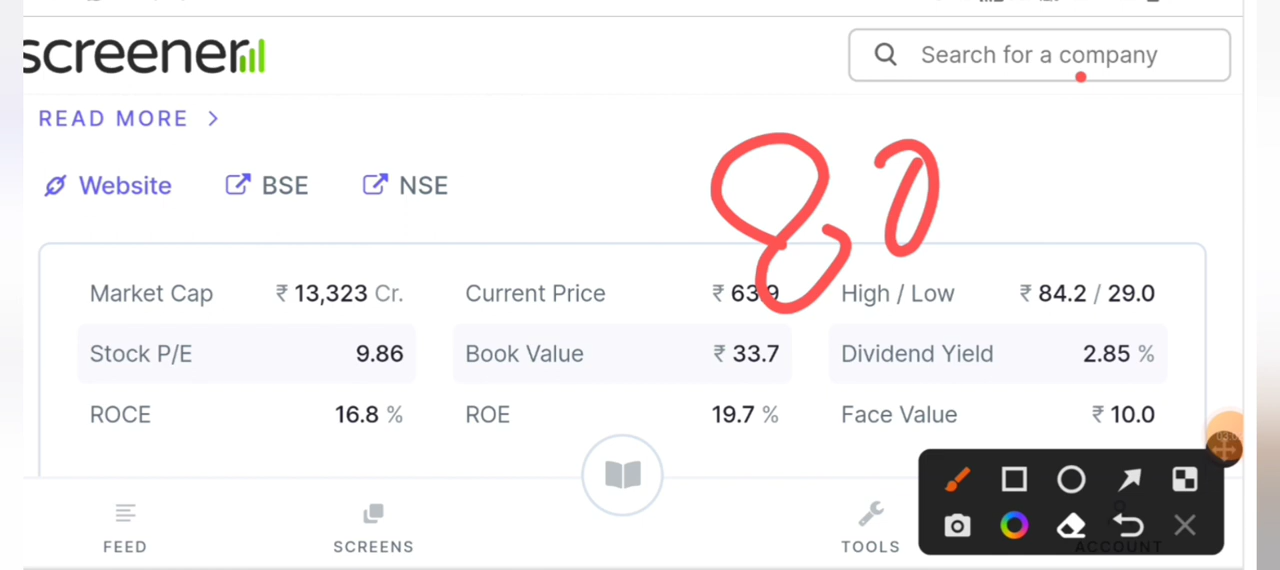 screener
Search for a company
READ MORE
Website BSE NSE
80
Market Cap ₹ 13,323 Cr. Current Price ₹ 63.9 High / Low ₹ 84.2 / 29.0
Stock P/E 9.86 Book Value ₹ 33.7 Dividend Yield 2.85 %
ROCE 16.8 % ROE 19.7 % Face Value ₹ 10.0
FEED SCREENS TOOLS ACCOUNT